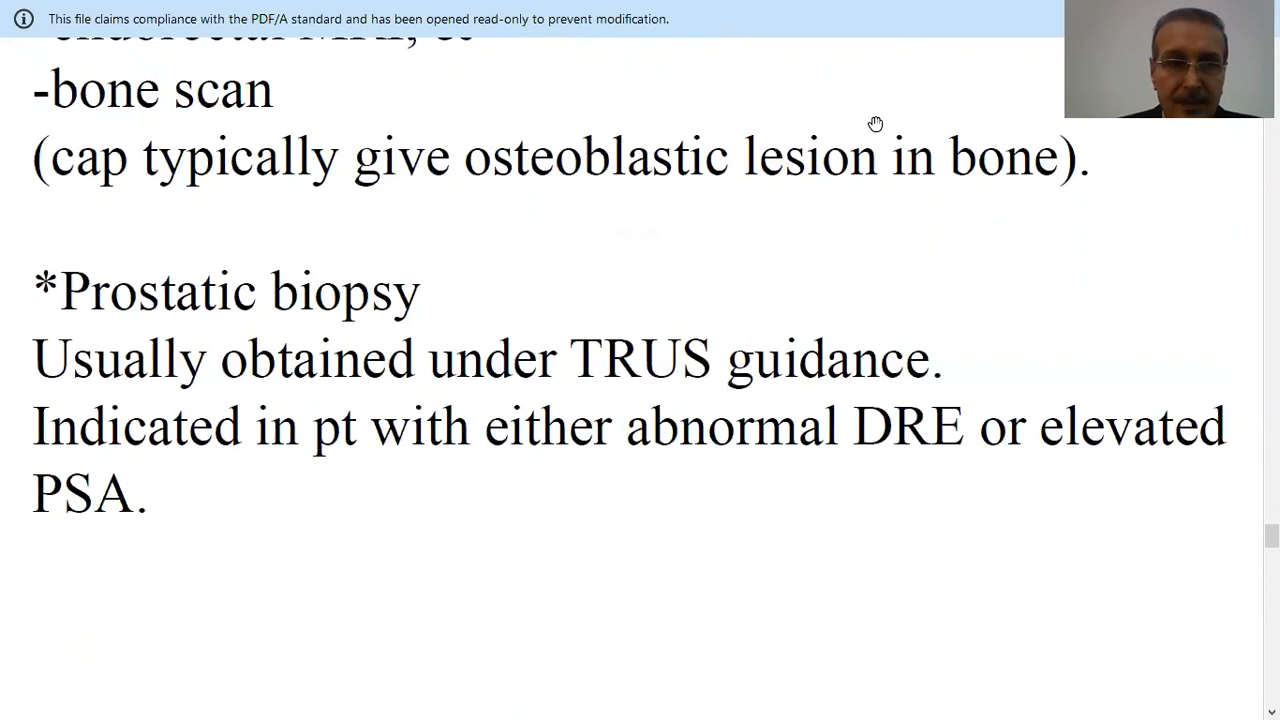 This file claims compliance with the PDF/A standard and has been opened read-only to prevent modification.
-bone scan
(cap typically give osteoblastic lesion in bone).
*Prostatic biopsy
Usually obtained under TRUS guidance.
Indicated in pt with either abnormal DRE or elevated
PSA.